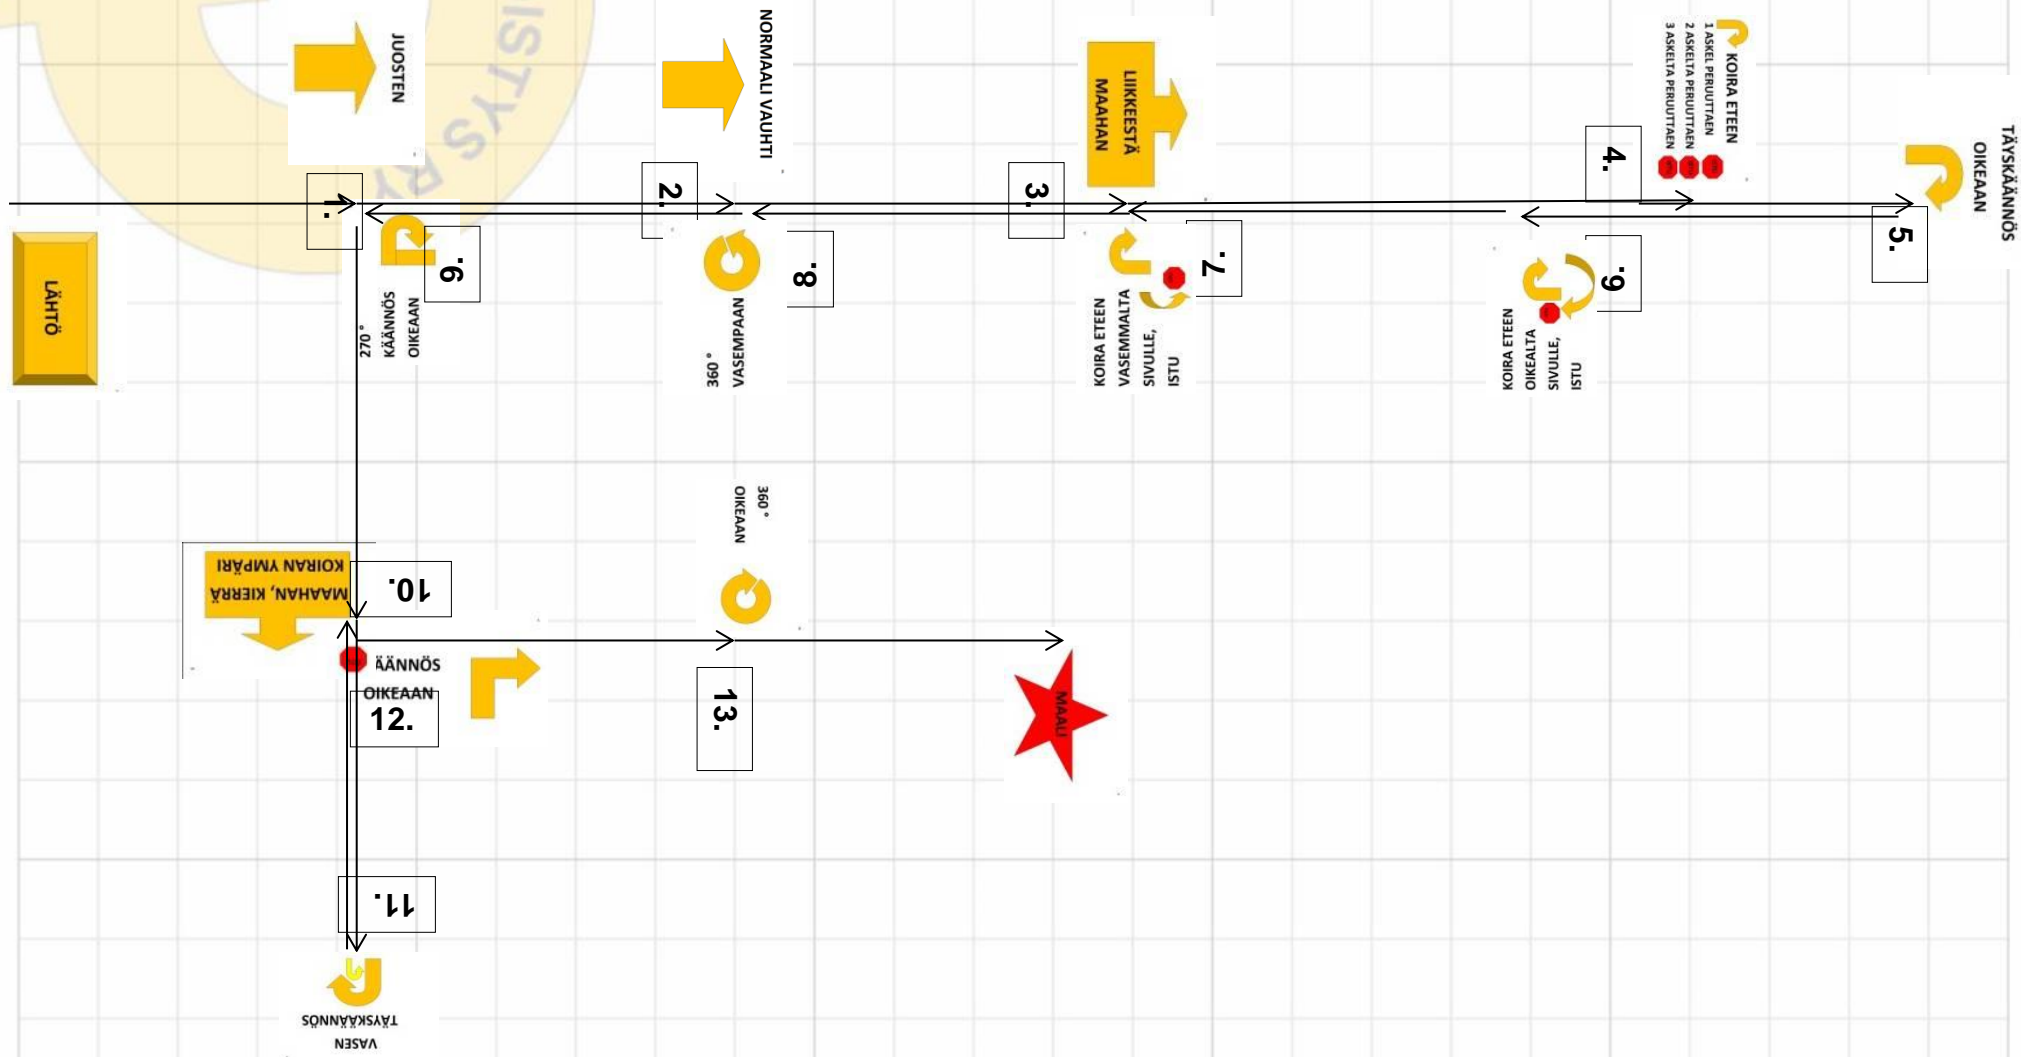 ISTYS RY
JUOSTEN
NORMAALI VAUHTI
LIIKKEESTÄ
MAAHAN
KOIRA ETEEN
1 ASKEL PERUUTTAEN
2 ASKELTA PERUUTTAEN
3 ASKELTA PERUUTTAEN
TÄYSKÄÄNNÖS
OIKEAAN
1.
2.
3.
4.
5.
LÄHTÖ
270°
KÄÄNNÖS
OIKEAAN
9.
360°
VASEMPAAN
8.
KOIRA ETEEN
VASEMMALTA
SIVULLE,
ISTU
7.
KOIRA ETEEN
OIKEALTA
SIVULLE,
ISTU
6.
MAAHAN, KIERRÄ
KOIRAN YMPÄRI
10.
360°
OIKEAAN
ÄÄNNÖS
OIKEAAN
12.
13.
MAALI
11.
VASEN
TÄYSKÄÄNNÖS